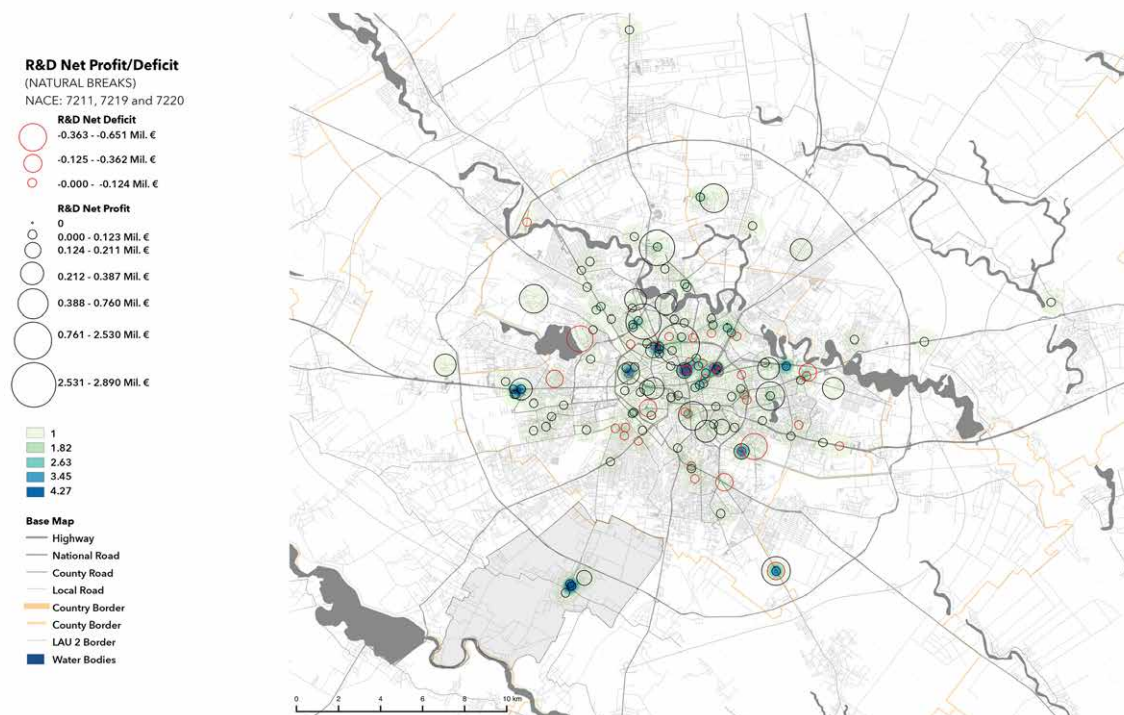 R&D Net Profit/Deficit
(NATURAL BREAKS)
NACE: 7211, 7219 and 7220
R&D Net Deficit
-0.363 - -0.651 Mil. €
-0.125 - -0.362 Mil. €
-0.000 - -0.124 Mil. €
R&D Net Profit
0
0.000 - 0.123 Mil. €
0.124 - 0.211 Mil. €
0.212 - 0.387 Mil. €
0.388 - 0.760 Mil. €
0.761 - 2.530 Mil. €
2.531 - 2.890 Mil. €
1
1.82
2.63
3.45
4.27
Base Map
Highway
National Road
County Road
Local Road
Country Border
County Border
LAU 2 Border
Water Bodies
0 2 4 6 8 10 km